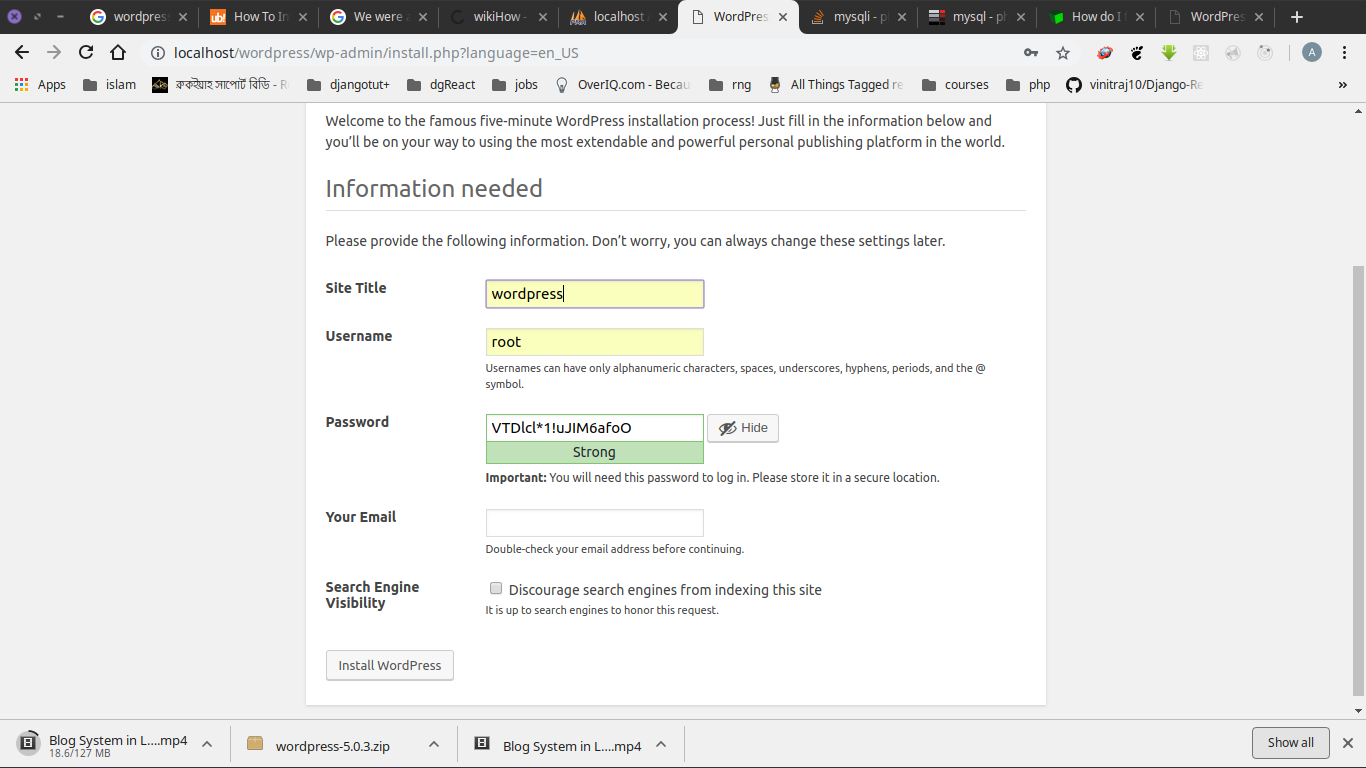 wordpress
How To In
We were a
wikiHow -
localhost /
WordPres
mysqli - p
mysql - p
How do I f
WordPres
localhost/wordpress/wp-admin/install.php?language=en_US
A
Apps
islam
রুকইয়াহ সাপোর্ট বিডি - R
djangotut+
dgReact
jobs
OverIQ.com - Becau
rng
All Things Tagged re
courses
php
vinitraj10/Django-Re
»
Welcome to the famous five-minute WordPress installation process! Just fill in the information below and
you’ll be on your way to using the most extendable and powerful personal publishing platform in the world.
Information needed
Please provide the following information. Don’t worry, you can always change these settings later.
Site Title
wordpress
Username
root
Usernames can have only alphanumeric characters, spaces, underscores, hyphens, periods, and the @
symbol.
Password
VTDlcl*1!uJIM6afoO
Hide
Strong
Important: You will need this password to log in. Please store it in a secure location.
Your Email
Double-check your email address before continuing.
Search Engine
Visibility
Discourage search engines from indexing this site
It is up to search engines to honor this request.
Install WordPress
Blog System in L....mp4
18.6/127 MB
wordpress-5.0.3.zip
Blog System in L....mp4
Show all